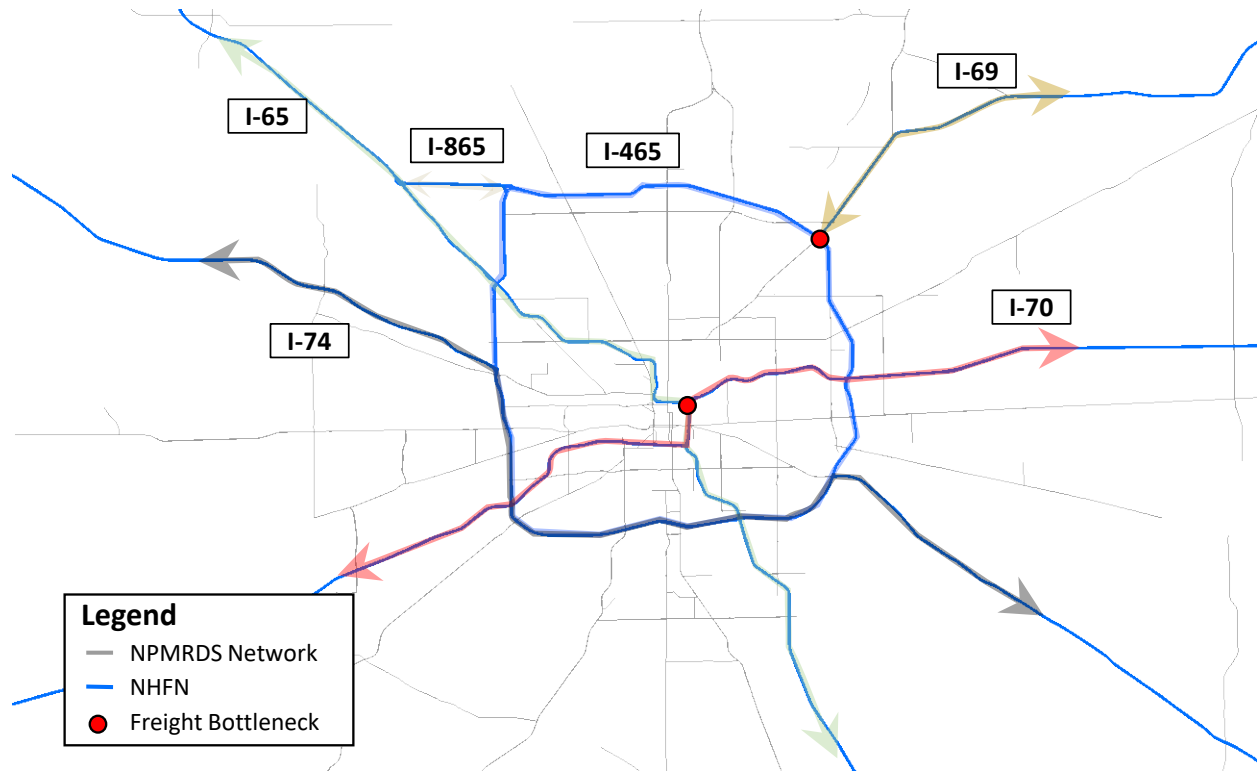 I-69
I-65
I-865
I-465
I-70
I-74
Legend
NPMRDS Network
NHFN
Freight Bottleneck